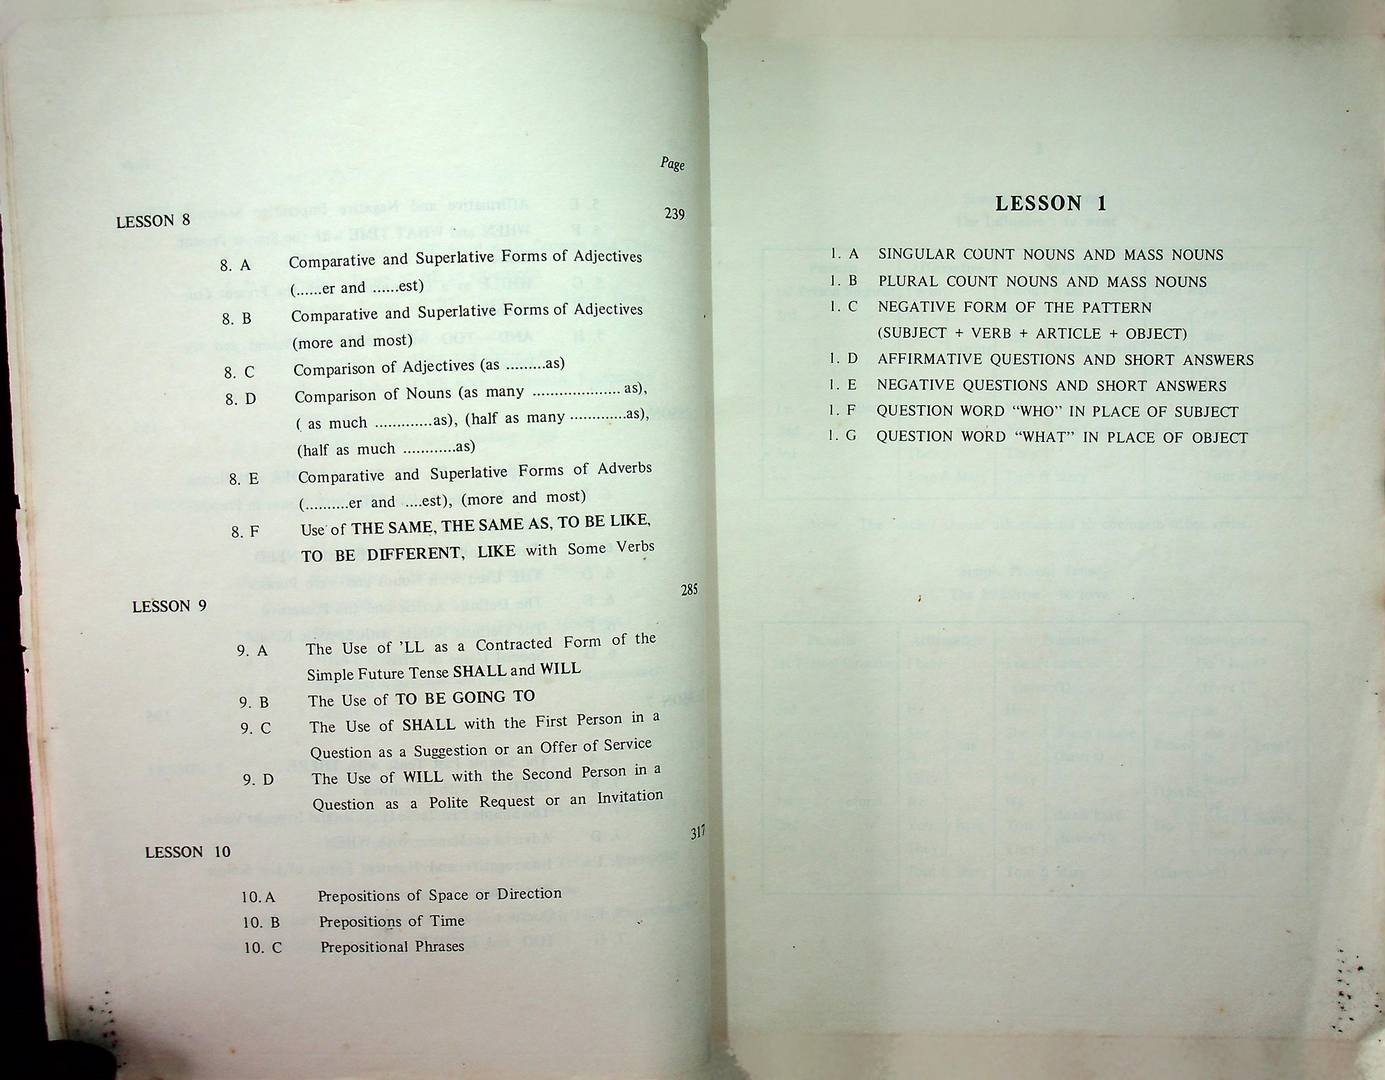 Page
LESSON 8 239
8. A Comparative and Superlative Forms of Adjectives
(......er and ......est)
8. B Comparative and Superlative Forms of Adjectives
(more and most)
8. C Comparison of Adjectives (as .........as)
8. D Comparison of Nouns (as many .................... as),
( as much .............as), (half as many .............as),
(half as much ............as)
8. E Comparative and Superlative Forms of Adverbs
(..........er and ....est), (more and most)
8. F Use of THE SAME, THE SAME AS, TO BE LIKE,
TO BE DIFFERENT, LIKE with Some Verbs
LESSON 9 285
9. A The Use of 'LL as a Contracted Form of the
Simple Future Tense SHALL and WILL
9. B The Use of TO BE GOING TO
9. C The Use of SHALL with the First Person in a
Question as a Suggestion or an Offer of Service
9. D The Use of WILL with the Second Person in a
Question as a Polite Request or an Invitation
LESSON 10 317
10. A Prepositions of Space or Direction
10. B Prepositions of Time
10. C Prepositional Phrases
LESSON 1
1. A SINGULAR COUNT NOUNS AND MASS NOUNS
1. B PLURAL COUNT NOUNS AND MASS NOUNS
1. C NEGATIVE FORM OF THE PATTERN
(SUBJECT + VERB + ARTICLE + OBJECT)
1. D AFFIRMATIVE QUESTIONS AND SHORT ANSWERS
1. E NEGATIVE QUESTIONS AND SHORT ANSWERS
1. F QUESTION WORD “WHO” IN PLACE OF SUBJECT
1. G QUESTION WORD “WHAT” IN PLACE OF OBJECT